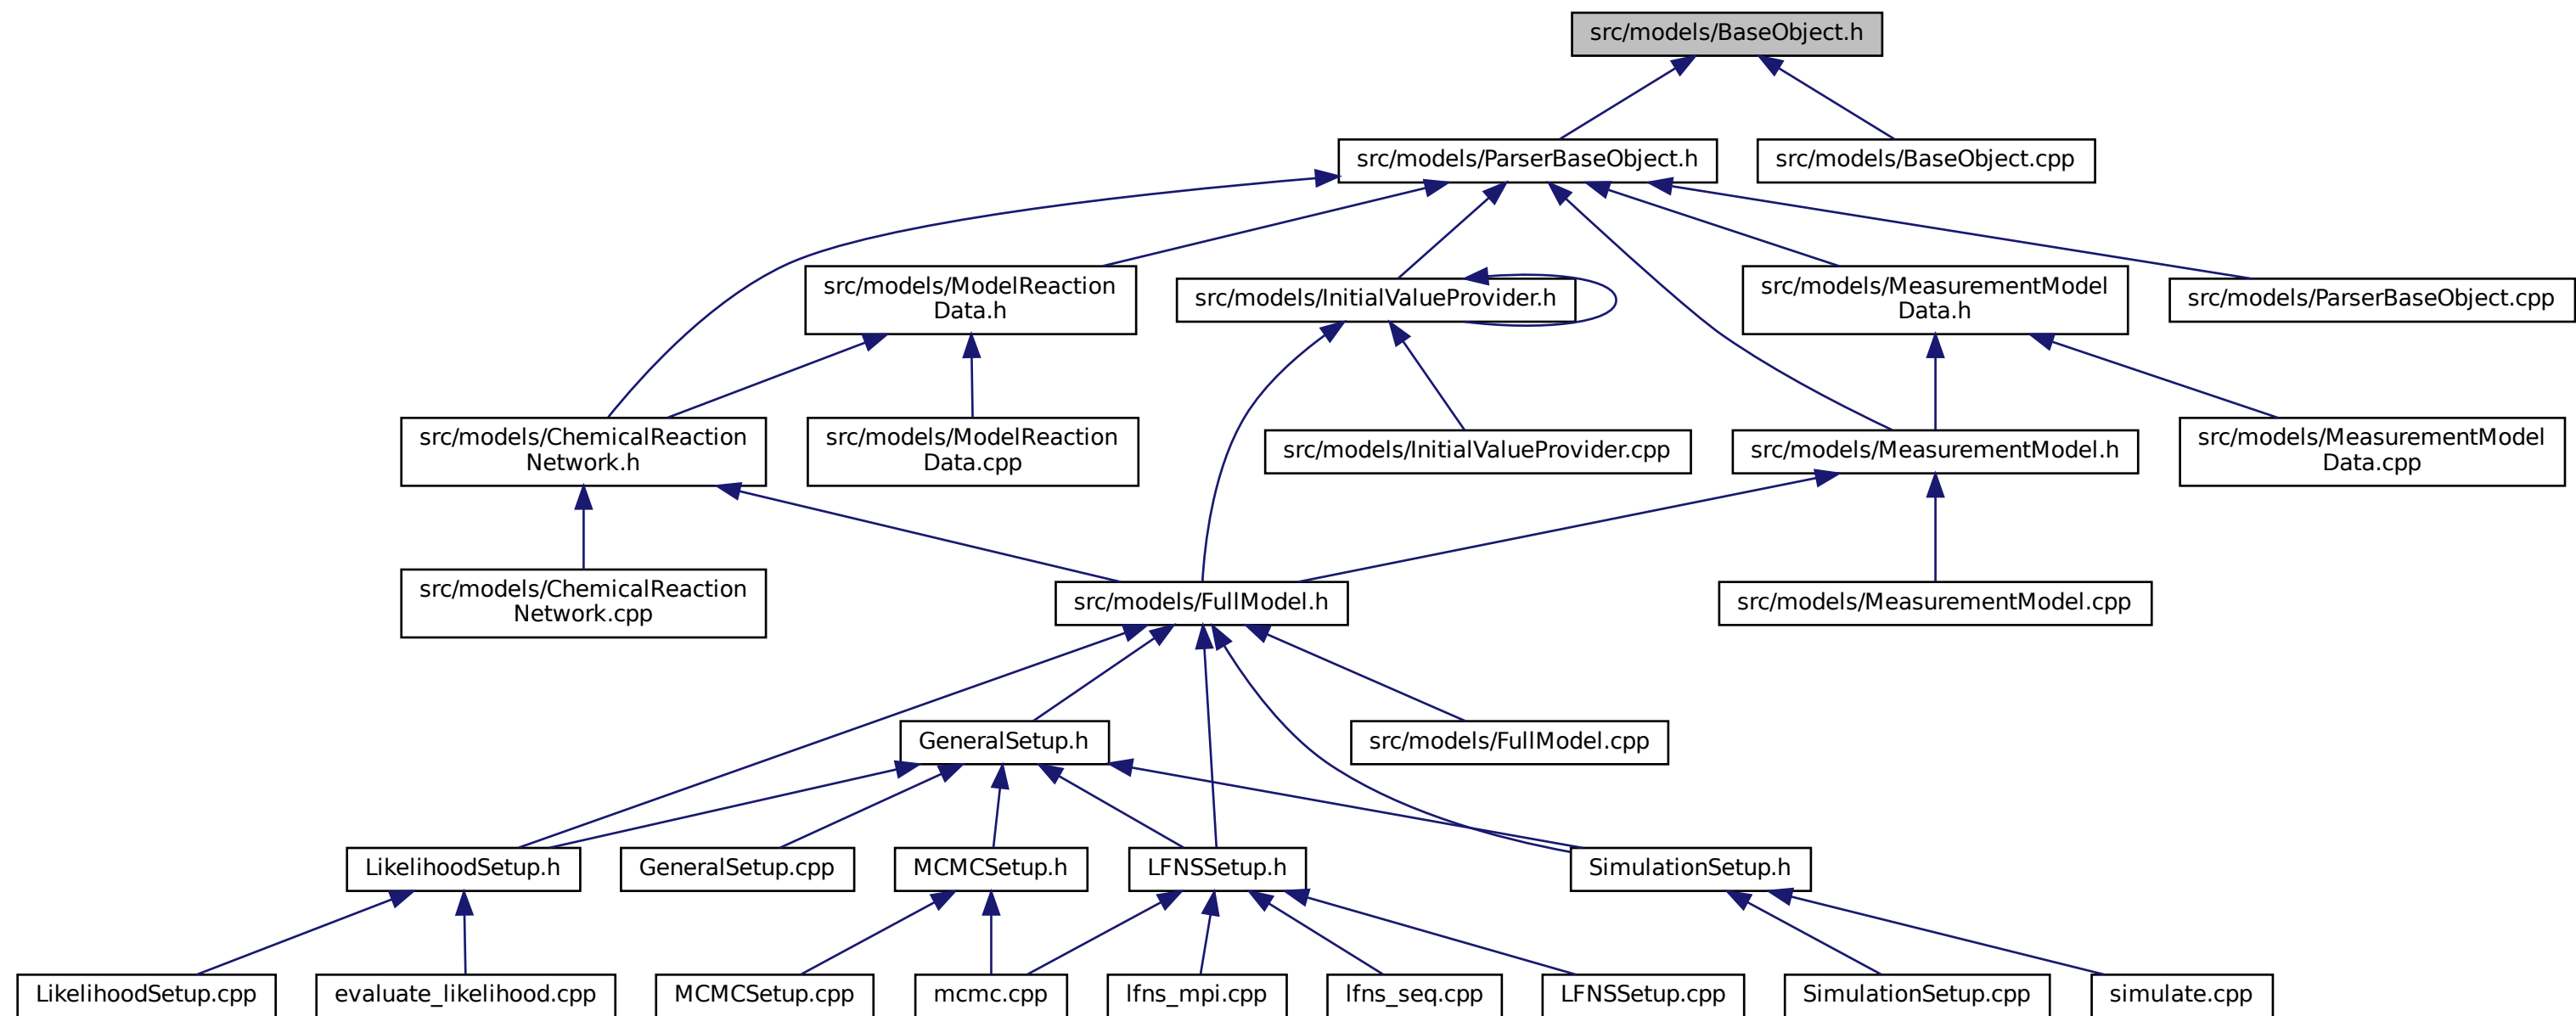 src/models/BaseObject.h
src/models/ParserBaseObject.h
src/models/BaseObject.cpp
src/models/ModelReaction
Data.h
src/models/InitialValueProvider.h
src/models/MeasurementModel
Data.h
src/models/ParserBaseObject.cpp
src/models/ChemicalReaction
Network.h
src/models/ModelReaction
Data.cpp
src/models/InitialValueProvider.cpp
src/models/MeasurementModel.h
src/models/MeasurementModel
Data.cpp
src/models/ChemicalReaction
Network.cpp
src/models/FullModel.h
src/models/MeasurementModel.cpp
GeneralSetup.h
src/models/FullModel.cpp
LikelihoodSetup.h
GeneralSetup.cpp
MCMCSetup.h
LFNSSetup.h
SimulationSetup.h
LikelihoodSetup.cpp
evaluate_likelihood.cpp
MCMCSetup.cpp
mcmc.cpp
lfns_mpi.cpp
lfns_seq.cpp
LFNSSetup.cpp
SimulationSetup.cpp
simulate.cpp